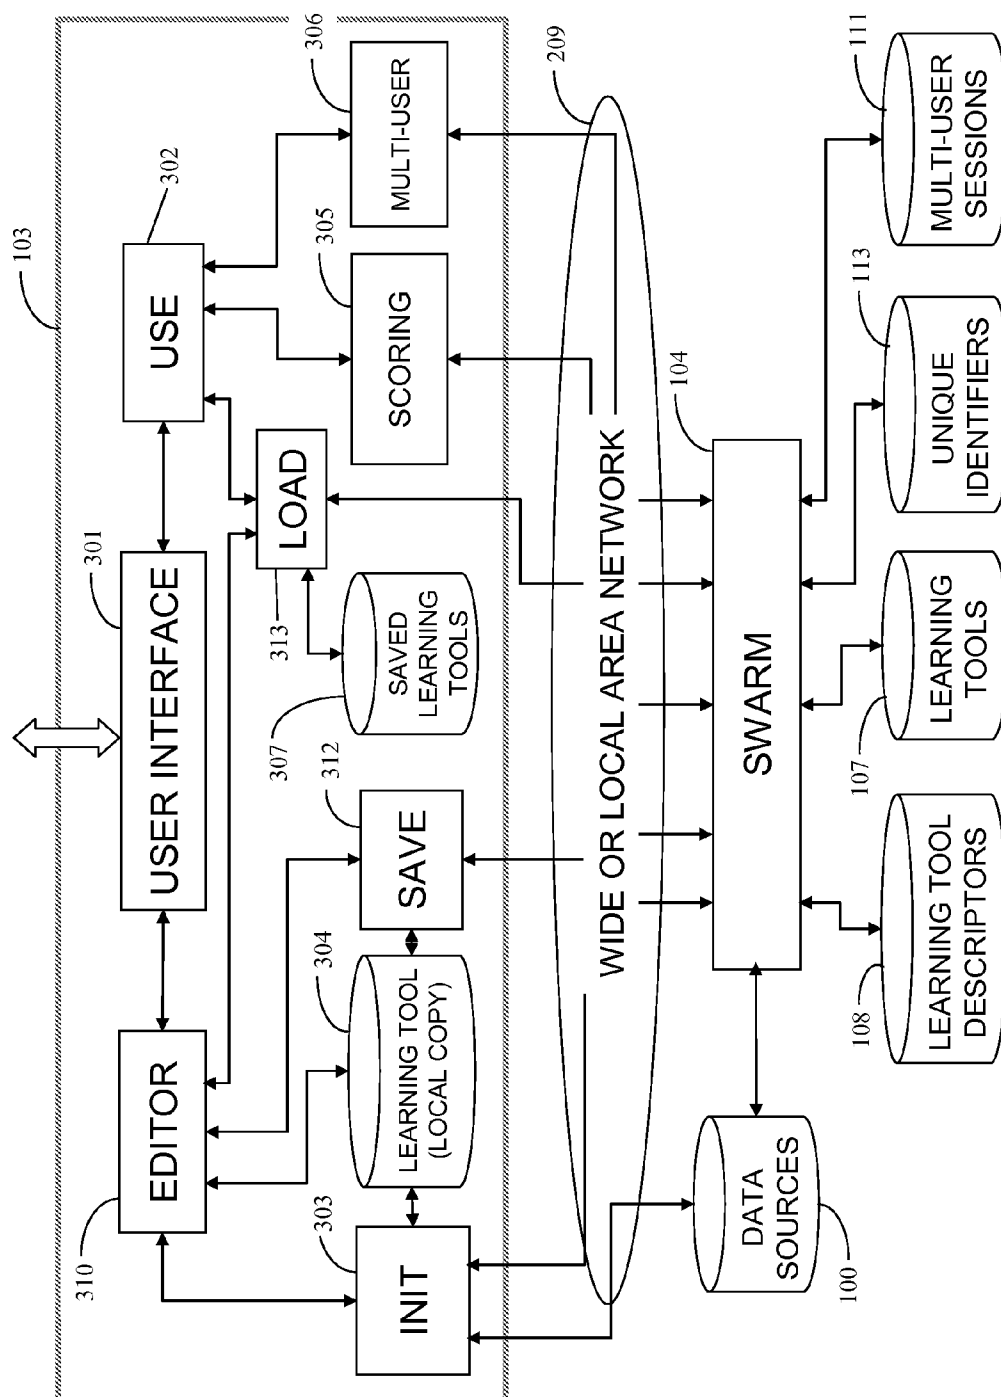 103
301
USER INTERFACE
310
EDITOR
302
USE
303
INIT
304
LEARNING TOOL
(LOCAL COPY)
312
SAVE
307
SAVED
LEARNING
TOOLS
313
LOAD
305
SCORING
306
MULTI-USER
209
WIDE OR LOCAL AREA NETWORK
100
DATA
SOURCES
104
SWARM
108
LEARNING TOOL
DESCRIPTORS
107
LEARNING
TOOLS
113
UNIQUE
IDENTIFIERS
111
MULTI-USER
SESSIONS